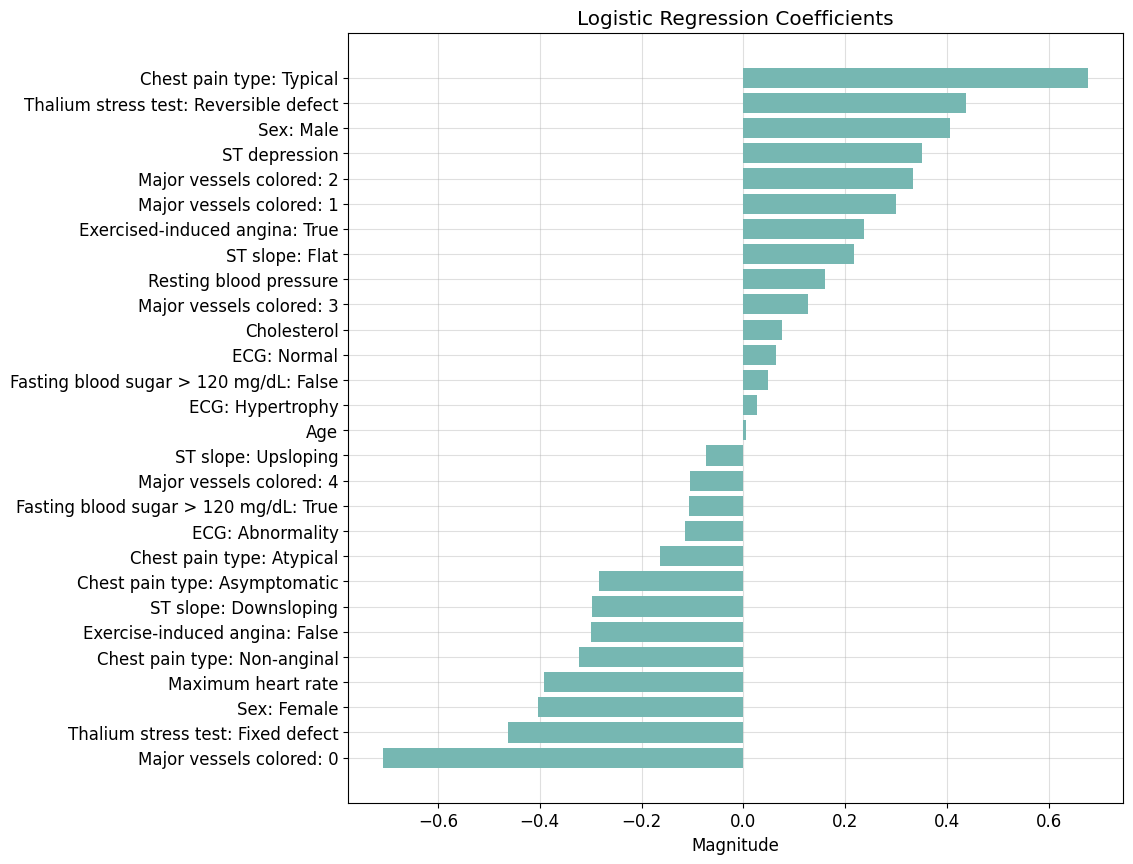 Logistic Regression Coefficients
Chest pain type: Typical
Thalium stress test: Reversible defect
Sex: Male
ST depression
Major vessels colored: 2
Major vessels colored: 1
Exercised-induced angina: True
ST slope: Flat
Resting blood pressure
Major vessels colored: 3
Cholesterol
ECG: Normal
Fasting blood sugar > 120 mg/dL: False
ECG: Hypertrophy
Age
ST slope: Upsloping
Major vessels colored: 4
Fasting blood sugar > 120 mg/dL: True
ECG: Abnormality
Chest pain type: Atypical
Chest pain type: Asymptomatic
ST slope: Downsloping
Exercise-induced angina: False
Chest pain type: Non-anginal
Maximum heart rate
Sex: Female
Thalium stress test: Fixed defect
Major vessels colored: 0
−0.6 −0.4 −0.2 0.0 0.2 0.4 0.6
Magnitude